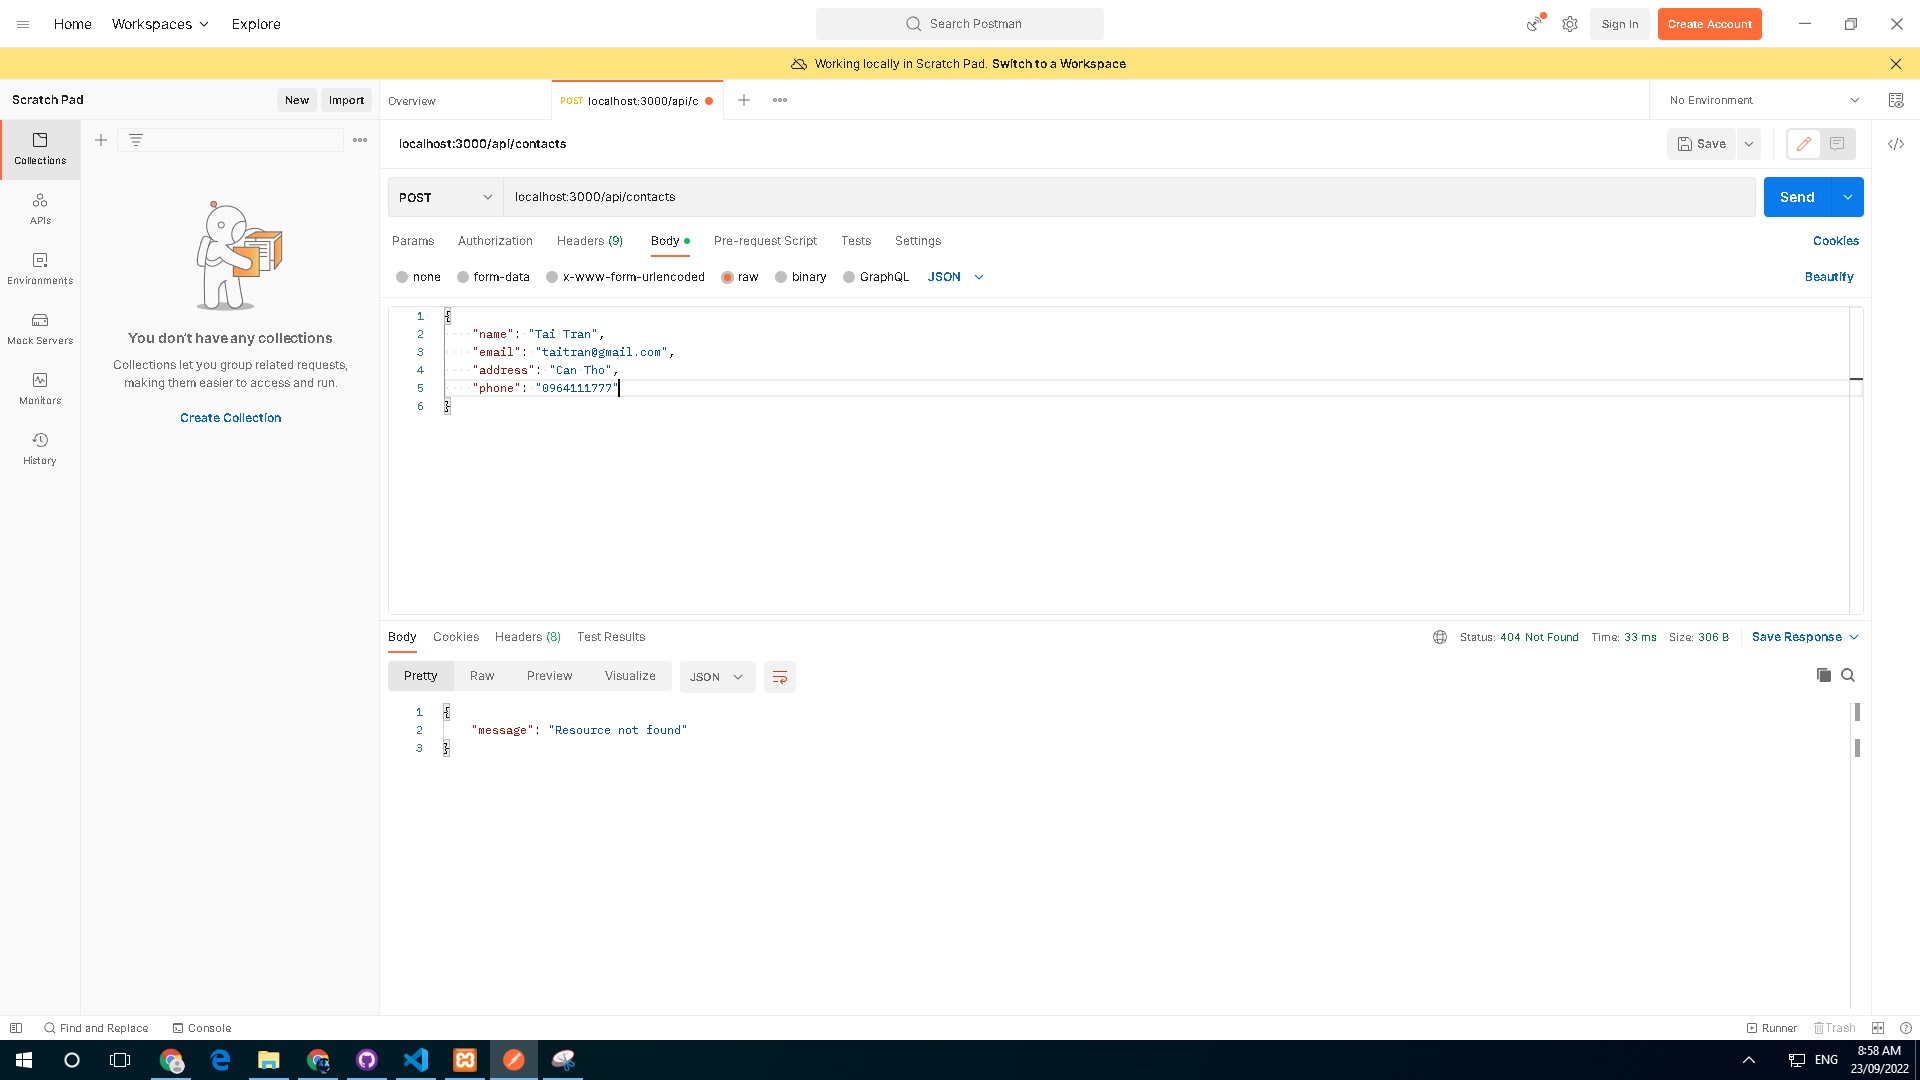 Home Workspaces Explore Search Postman Sign In Create Account
Working locally in Scratch Pad. Switch to a Workspace
Scratch Pad New Import Overview POST localhost:3000/api/c No Environment
Collections
APIs
Environments
Mock Servers
Monitors
History
You don't have any collections
Collections let you group related requests,
making them easier to access and run.
Create Collection
localhost:3000/api/contacts Save
POST localhost:3000/api/contacts Send
Params Authorization Headers (9) Body Pre-request Script Tests Settings Cookies
none form-data x-www-form-urlencoded raw binary GraphQL JSON Beautify
1 {
2 "name": "Tai Tran",
3 "email": "taitran@gmail.com",
4 "address": "Can Tho",
5 "phone": "0964111777"
6 }
Body Cookies Headers (8) Test Results Status: 404 Not Found Time: 33 ms Size: 306 B Save Response
Pretty Raw Preview Visualize JSON
1 {
2 "message": "Resource not found"
3 }
Find and Replace Console Runner Trash
ENG 8:58 AM
23/09/2022